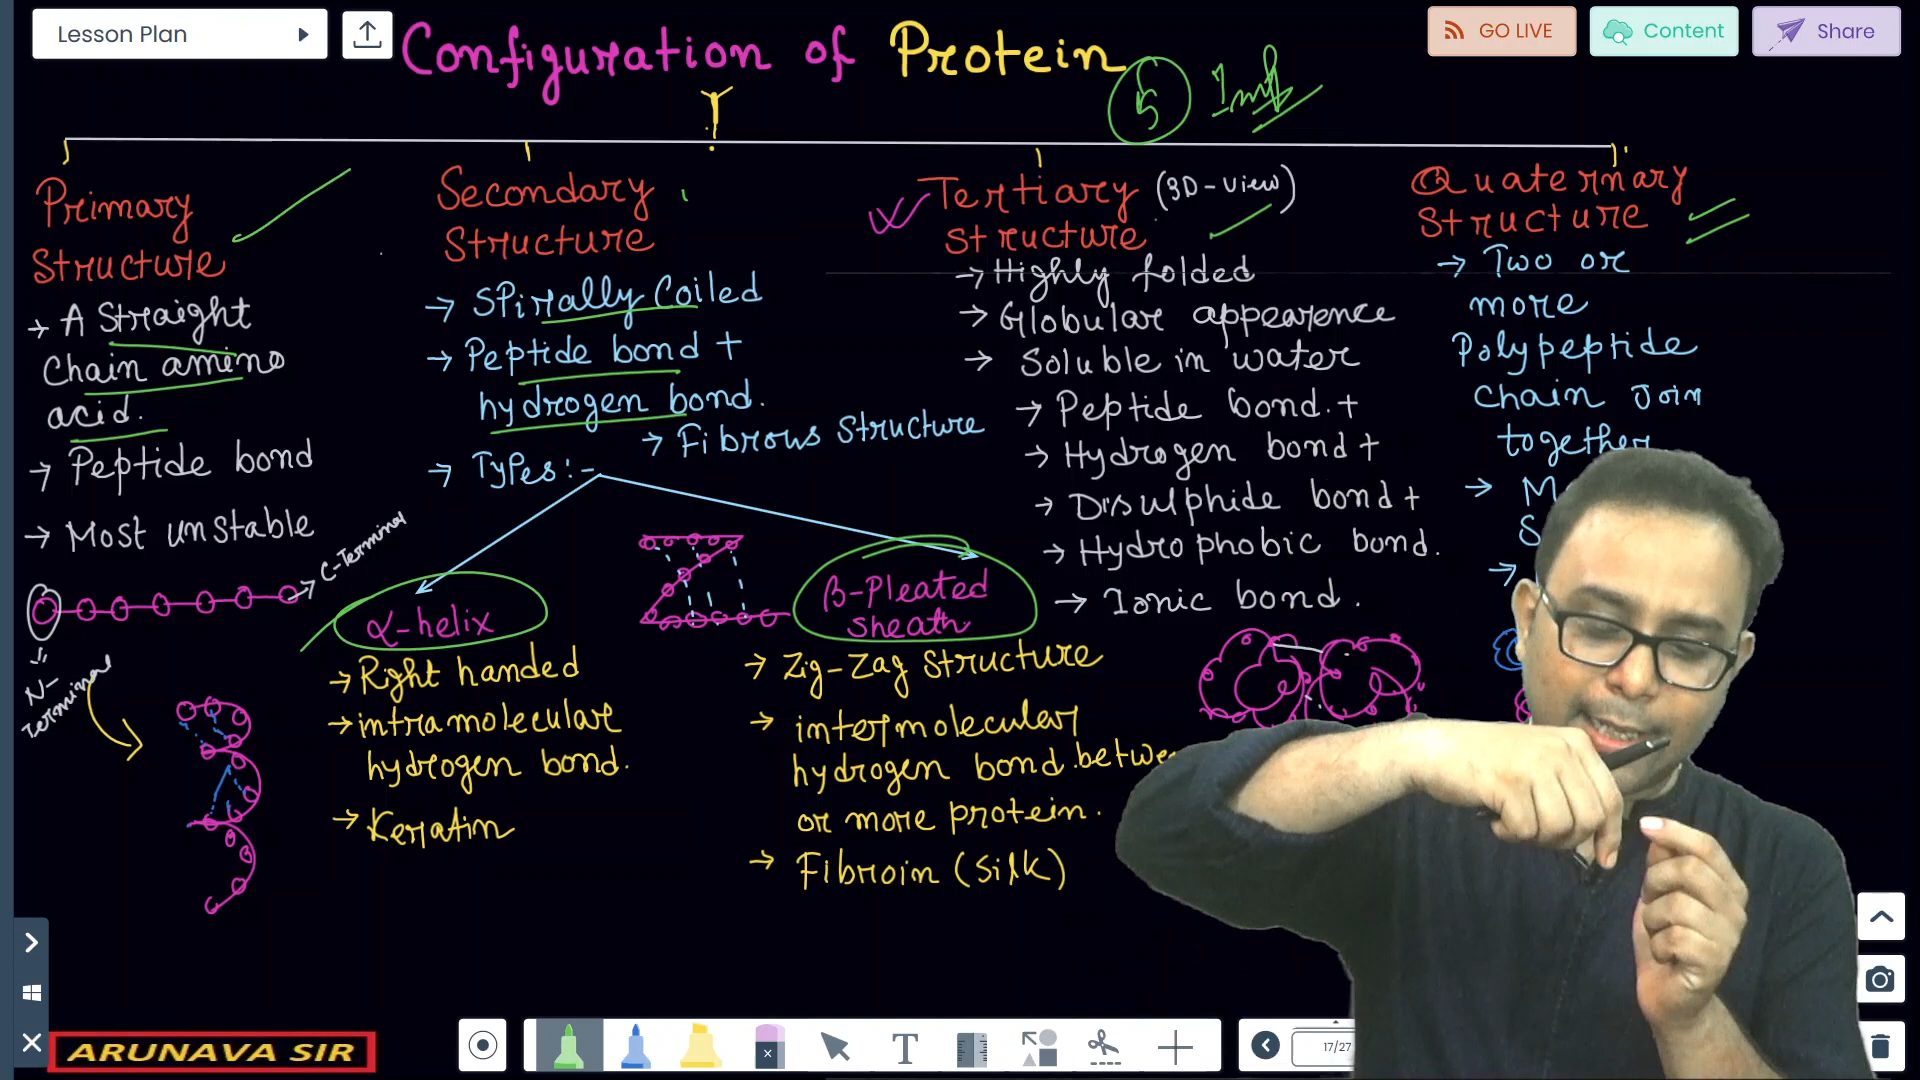 Lesson Plan
Configuration of Protein
5 Imp
GO LIVE
Content
Share
Primary
Structure
→ A Straight
Chain amino
acid.
→ Peptide bond
→ Most unstable
C-Terminal
N-
Terminal
Secondary
Structure
→ Spirally Coiled
→ Peptide bond +
hydrogen bond.
→ Fibrous Structure
→ Types:-
α-helix
→ Right handed
→ intramolecular
hydrogen bond.
→ Keratin
β-Pleated
sheath
→ Zig-Zag Structure
→ intermolecular
hydrogen bond.betwe
or more protein.
→ Fibroin (Silk)
Tertiary (3D-view)
Structure
→ Highly folded
→ Globular appearence
→ Soluble in water
→ Peptide bond.+
→ Hydrogen bond +
→ Disulphide bond +
→ Hydrophobic bond.
→ Ionic bond.
Quaternary
Structure
→ Two or
more
Polypeptide
Chain Join
together
→ M
S
→
ARUNAVA SIR
T
17/27